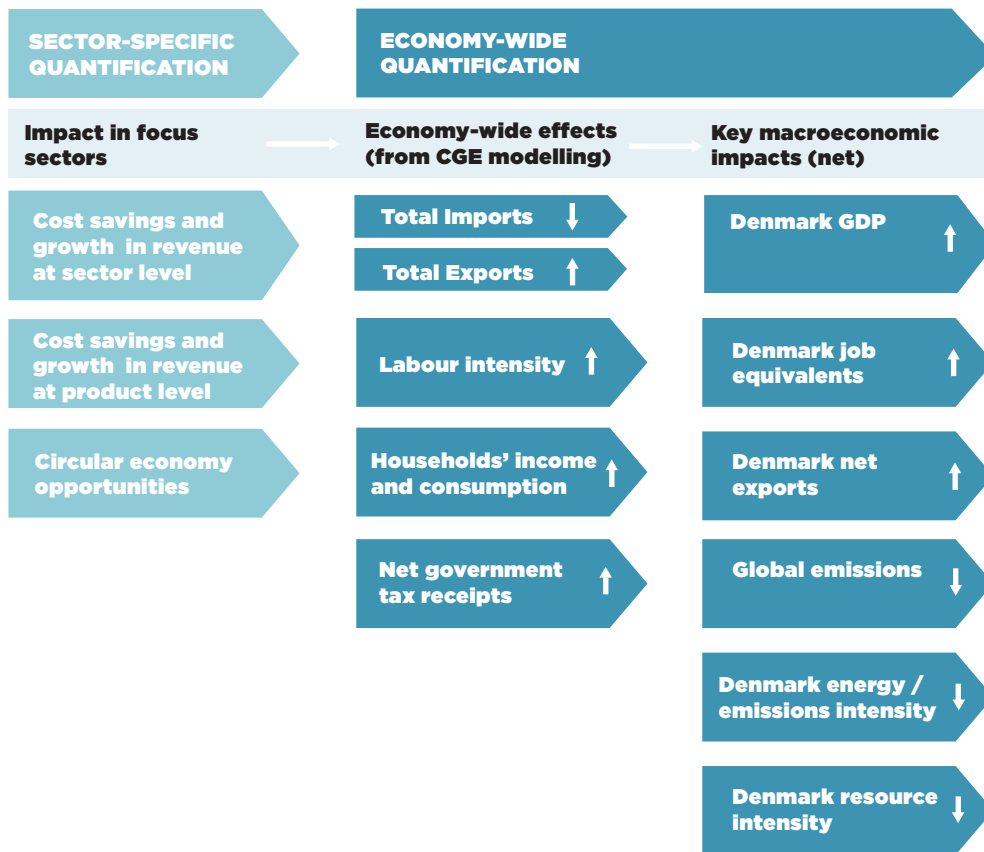 SECTOR-SPECIFIC
QUANTIFICATION
ECONOMY-WIDE
QUANTIFICATION
Impact in focus
sectors
Economy-wide effects
(from CGE modelling)
Key macroeconomic
impacts (net)
Cost savings and
growth in revenue
at sector level
Cost savings and
growth in revenue
at product level
Circular economy
opportunities
Total Imports ↓
Total Exports ↑
Labour intensity ↑
Households’ income
and consumption ↑
Net government
tax receipts ↑
Denmark GDP ↑
Denmark job
equivalents ↑
Denmark net
exports ↑
Global emissions ↓
Denmark energy /
emissions intensity ↓
Denmark resource
intensity ↓